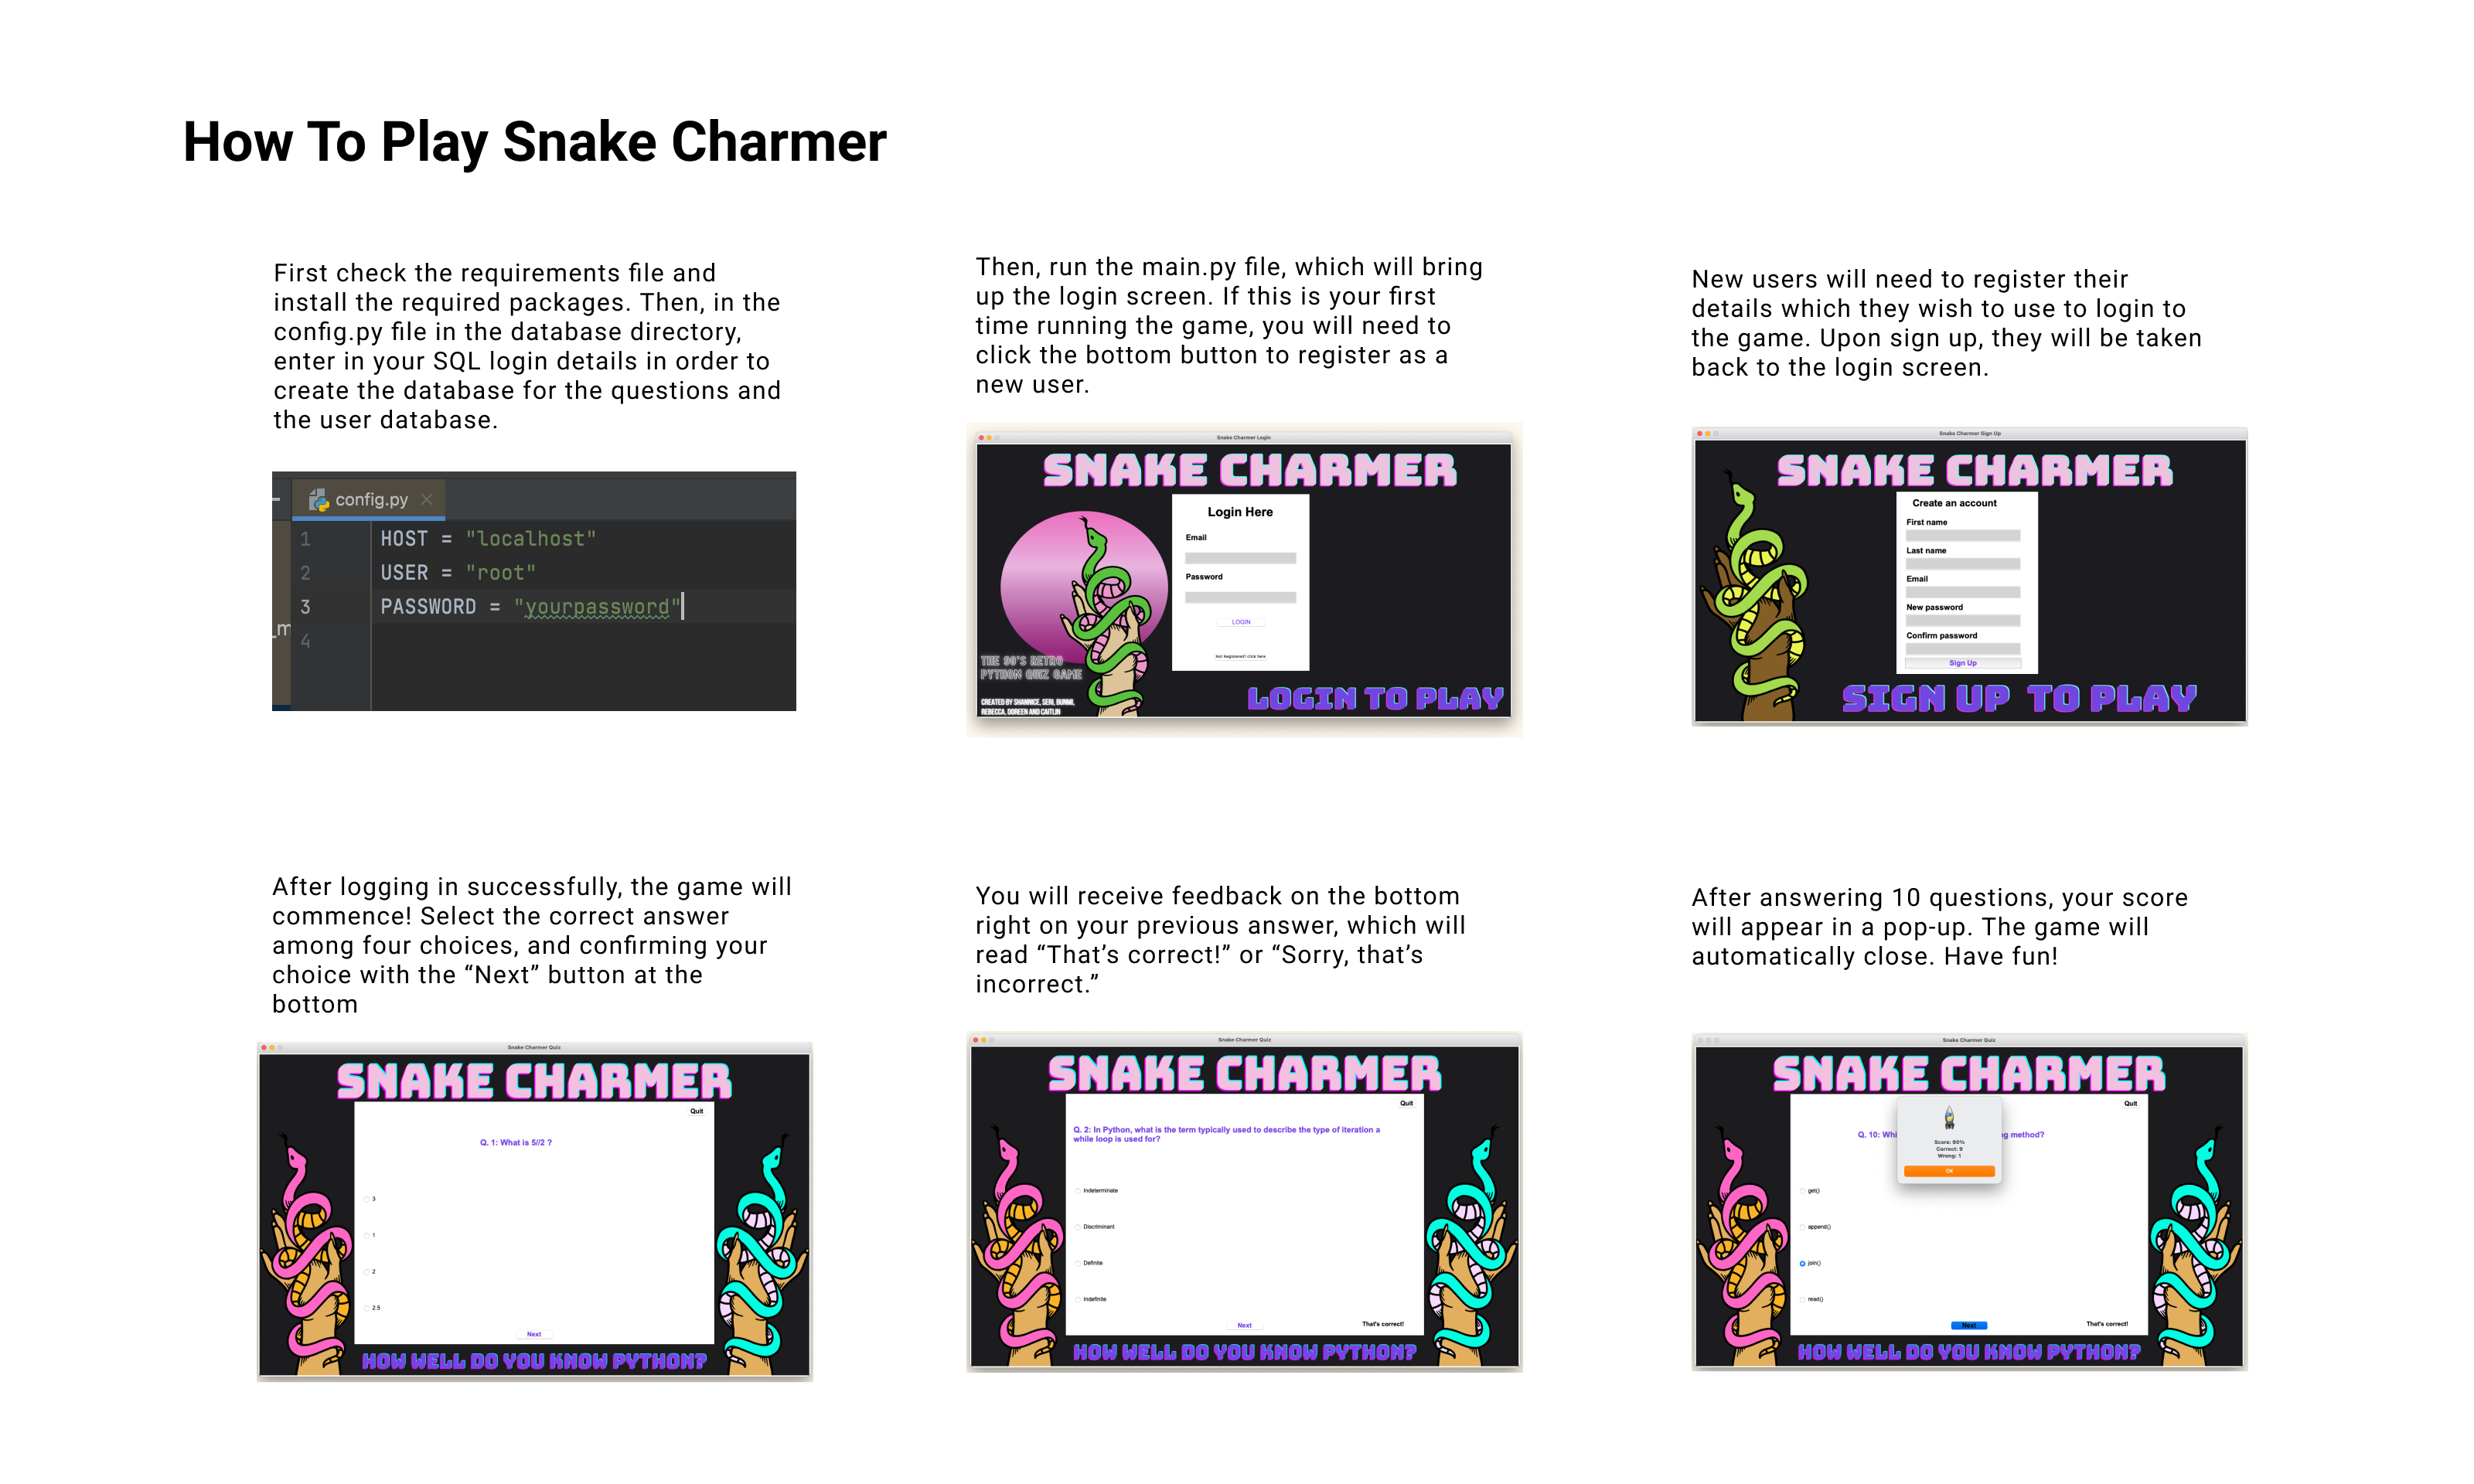 How To Play Snake Charmer
First check the requirements file and
install the required packages. Then, in the
config.py file in the database directory,
enter in your SQL login details in order to
create the database for the questions and
the user database.
config.py
1 HOST = "localhost"
2 USER = "root"
3 PASSWORD = "yourpassword"
4
_m
Then, run the main.py file, which will bring
up the login screen. If this is your first
time running the game, you will need to
click the bottom button to register as a
new user.
Snake Charmer Login
SNAKE CHARMER
Login Here
Email
Password
LOGIN
Not Registered? click here
THE 90'S RETRO
PYTHON QUIZ GAME
CREATED BY SHANNICE, SERI, BUNMI,
REBECCA, DOREEN AND CAITLIN
LOGIN TO PLAY
New users will need to register their
details which they wish to use to login to
the game. Upon sign up, they will be taken
back to the login screen.
Snake Charmer Sign Up
SNAKE CHARMER
Create an account
First name
Last name
Email
New password
Confirm password
Sign Up
SIGN UP TO PLAY
After logging in successfully, the game will
commence! Select the correct answer
among four choices, and confirming your
choice with the “Next” button at the
bottom
Snake Charmer Quiz
SNAKE CHARMER
Quit
Q. 1: What is 5//2 ?
3
1
2
2.5
Next
HOW WELL DO YOU KNOW PYTHON?
You will receive feedback on the bottom
right on your previous answer, which will
read “That’s correct!” or “Sorry, that’s
incorrect.”
Snake Charmer Quiz
SNAKE CHARMER
Quit
Q. 2: In Python, what is the term typically used to describe the type of iteration a
while loop is used for?
Indeterminate
Discriminant
Definite
Indefinite
Next
That's correct!
HOW WELL DO YOU KNOW PYTHON?
After answering 10 questions, your score
will appear in a pop-up. The game will
automatically close. Have fun!
Snake Charmer Quiz
SNAKE CHARMER
Quit
Q. 10: Whi
g method?
Score: 90%
Correct: 9
Wrong: 1
OK
get()
append()
join()
read()
Next
That's correct!
HOW WELL DO YOU KNOW PYTHON?